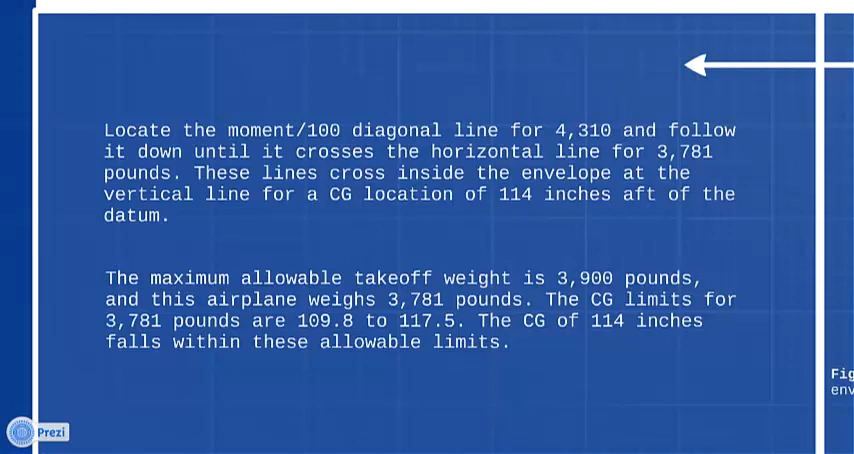 Locate the moment/100 diagonal line for 4,310 and follow
it down until it crosses the horizontal line for 3,781
pounds. These lines cross inside the envelope at the
vertical line for a CG location of 114 inches aft of the
datum.
The maximum allowable takeoff weight is 3,900 pounds,
and this airplane weighs 3,781 pounds. The CG limits for
3,781 pounds are 109.8 to 117.5. The CG of 114 inches
falls within these allowable limits.
Fig
env
Prezi